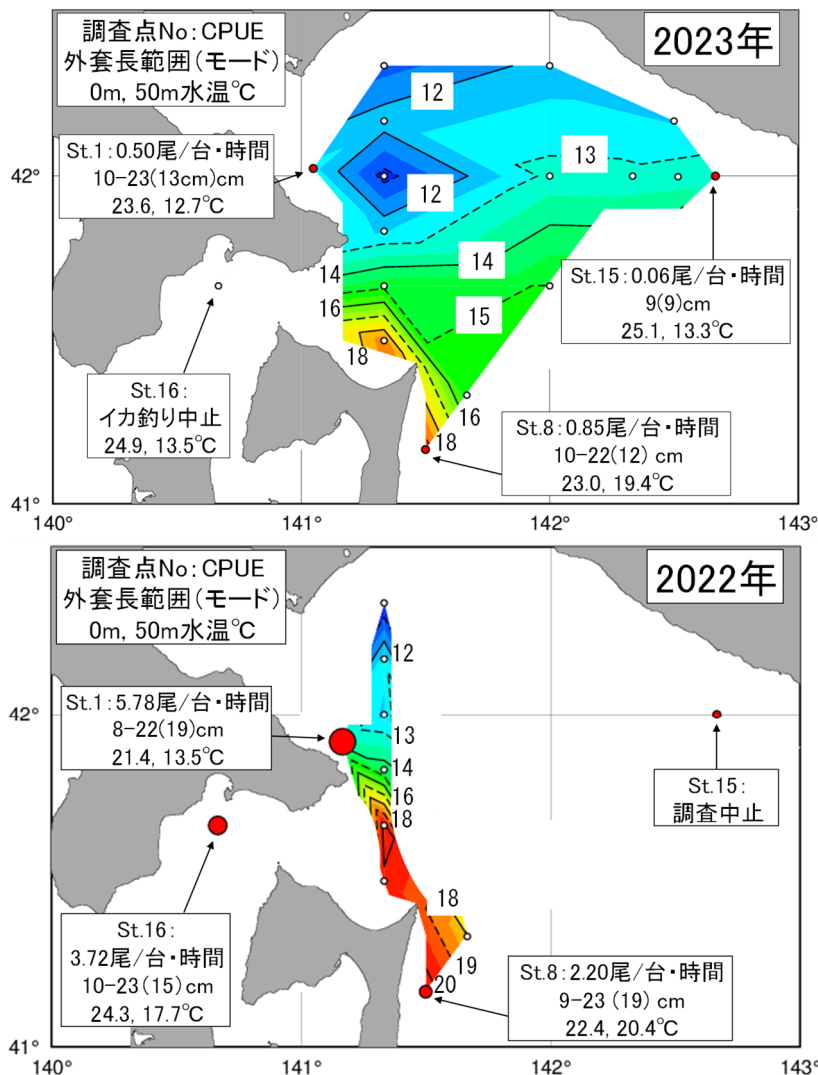 調査点No：CPUE
外套長範囲(モード)
0m, 50m水温℃
2023年
12
St.1：0.50尾/台・時間
10-23(13cm)cm
23.6, 12.7℃
13
42°
12
14
14
St.15：0.06尾/台・時間
9(9)cm
25.1, 13.3℃
16
15
18
St.16：
イカ釣り中止
24.9, 13.5℃
16
18
St.8：0.85尾/台・時間
10-22(12) cm
23.0, 19.4℃
41°
140°
141°
142°
143°
調査点No：CPUE
外套長範囲(モード)
0m, 50m水温℃
2022年
12
St.1：5.78尾/台・時間
8-22(19)cm
21.4, 13.5℃
42°
13
14
16
18
St.15：
調査中止
St.16：
3.72尾/台・時間
10-23(15)cm
24.3, 17.7℃
18
19
20
St.8：2.20尾/台・時間
9-23 (19) cm
22.4, 20.4℃
41°
140°
141°
142°
143°